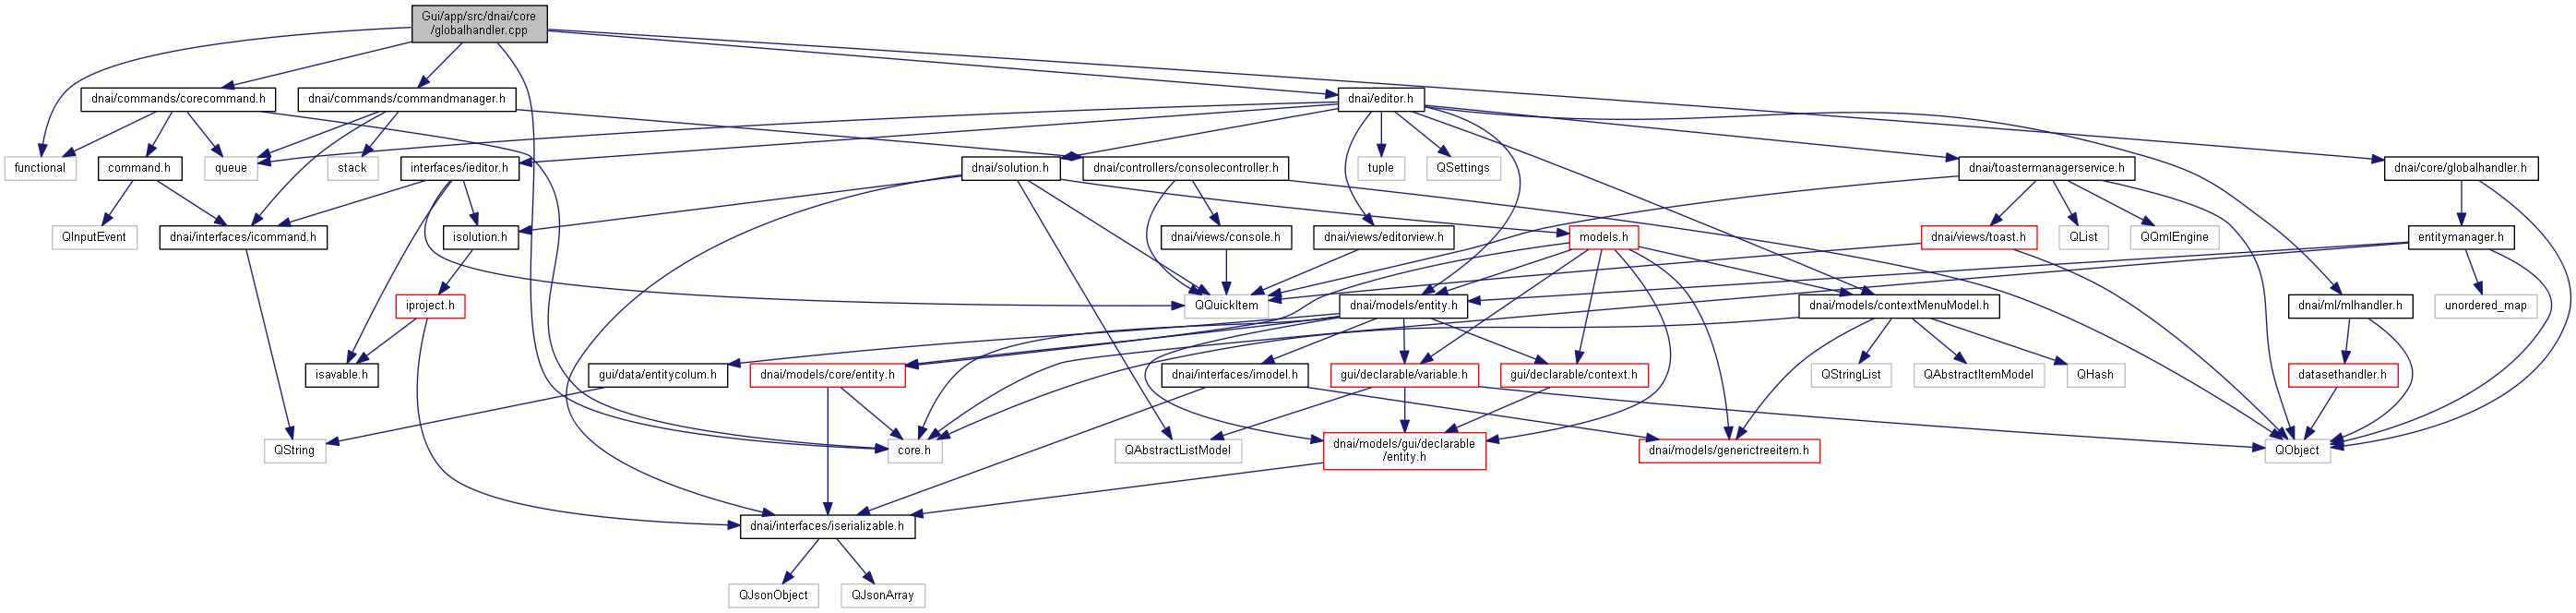 Gui/app/src/dnai/core
/globalhandler.cpp
dnai/commands/corecommand.h
dnai/commands/commandmanager.h
dnai/editor.h
functional
command.h
queue
stack
interfaces/ieditor.h
dnai/solution.h
dnai/controllers/consolecontroller.h
tuple
QSettings
dnai/toastermanagerservice.h
dnai/core/globalhandler.h
QInputEvent
dnai/interfaces/icommand.h
isolution.h
dnai/views/console.h
dnai/views/editorview.h
models.h
dnai/views/toast.h
QList
QQmlEngine
entitymanager.h
iproject.h
QQuickItem
dnai/models/entity.h
dnai/models/contextMenuModel.h
dnai/ml/mlhandler.h
unordered_map
isavable.h
gui/data/entitycolum.h
dnai/models/core/entity.h
dnai/interfaces/imodel.h
gui/declarable/variable.h
gui/declarable/context.h
QStringList
QAbstractItemModel
QHash
datasethandler.h
QString
core.h
QAbstractListModel
dnai/models/gui/declarable
/entity.h
dnai/models/generictreeitem.h
QObject
dnai/interfaces/iserializable.h
QJsonObject
QJsonArray